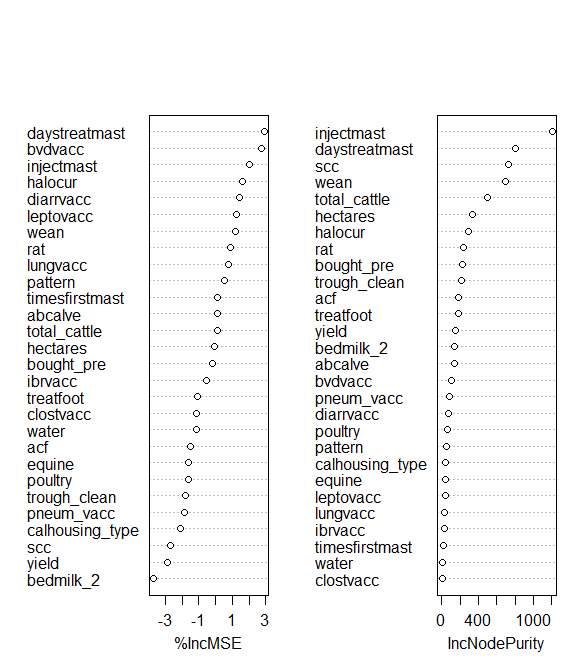 daystreatmast
bvdvacc
injectmast
halocur
diarrvacc
leptovacc
wean
rat
lungvacc
pattern
timesfirstmast
abcalve
total_cattle
hectares
bought_pre
ibrvacc
treatfoot
clostvacc
water
acf
equine
poultry
trough_clean
pneum_vacc
calhousing_type
scc
yield
bedmilk_2
-3 -1 1 3
%IncMSE
injectmast
daystreatmast
scc
wean
total_cattle
hectares
halocur
rat
bought_pre
trough_clean
acf
treatfoot
yield
bedmilk_2
abcalve
bvdvacc
pneum_vacc
diarrvacc
poultry
pattern
calhousing_type
equine
leptovacc
lungvacc
ibrvacc
timesfirstmast
water
clostvacc
0 400 1000
IncNodePurity